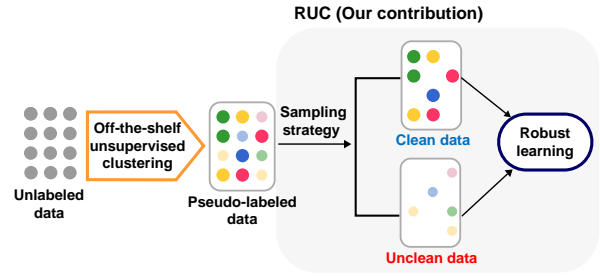 RUC (Our contribution)
Off-the-shelf
unsupervised
clustering
Unlabeled
data
Pseudo-labeled
data
Sampling
strategy
Clean data
Unclean data
Robust
learning